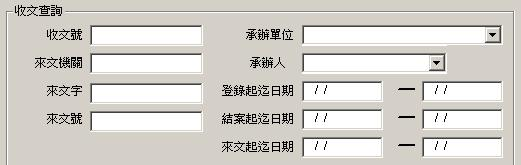 收文查詢
收文號 承辦單位
來文機關 承辦人
來文字 登錄起迄日期 / / — / /
來文號 結案起迄日期 / / — / /
來文起迄日期 / / — / /